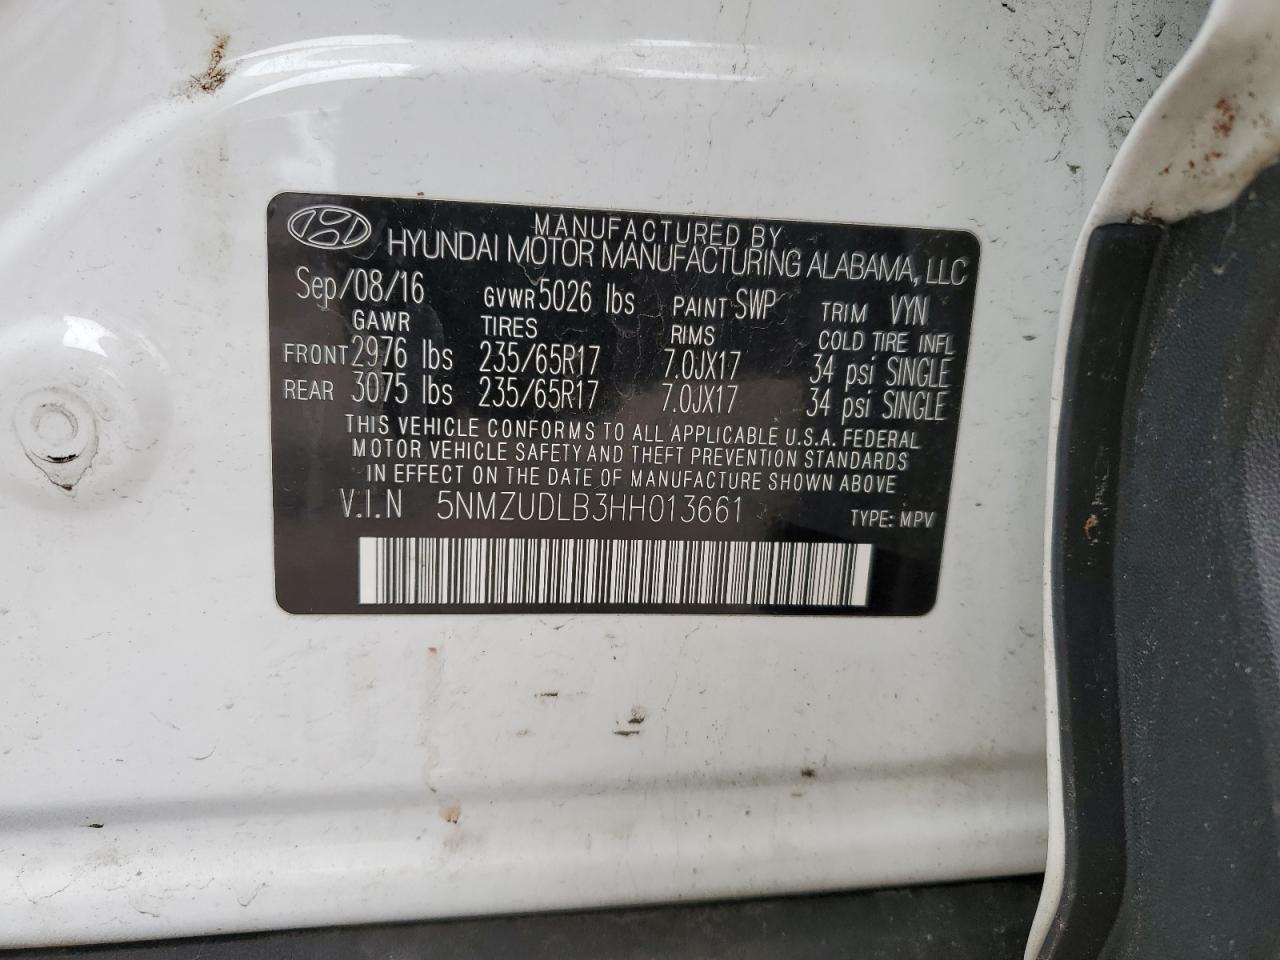 MANUFACTURED BY
HYUNDAI MOTOR MANUFACTURING ALABAMA, LLC
Sep/08/16 GVWR 5026 lbs PAINT SWP TRIM VYN
GAWR TIRES RIMS COLD TIRE INFL
FRONT 2976 lbs 235/65R17 7.0JX17 34 psi SINGLE
REAR 3075 lbs 235/65R17 7.0JX17 34 psi SINGLE
THIS VEHICLE CONFORMS TO ALL APPLICABLE U.S.A. FEDERAL
MOTOR VEHICLE SAFETY AND THEFT PREVENTION STANDARDS
IN EFFECT ON THE DATE OF MANUFACTURE SHOWN ABOVE
V.I.N 5NMZUDLB3HH013661 TYPE: MPV